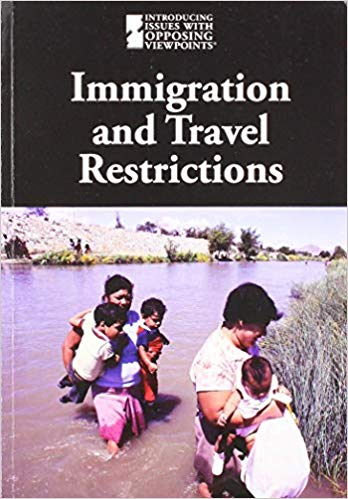 INTRODUCING
ISSUES WITH
OPPOSING
VIEWPOINTS®
Immigration
and Travel
Restrictions